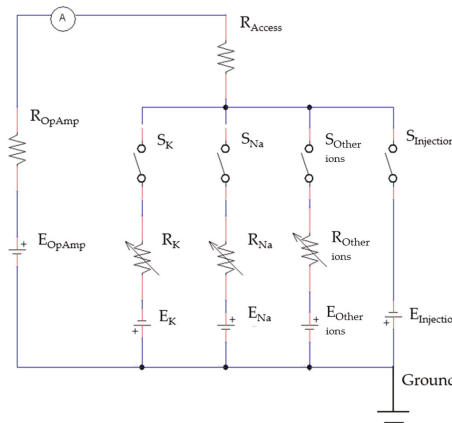 A
R Access
R OpAmp
S K
S Na
S Other ions
S Injection
+
E OpAmp
R K
R Na
R Other ions
E K
+
E Na
+
E Other ions
+
E Injection
+
Ground